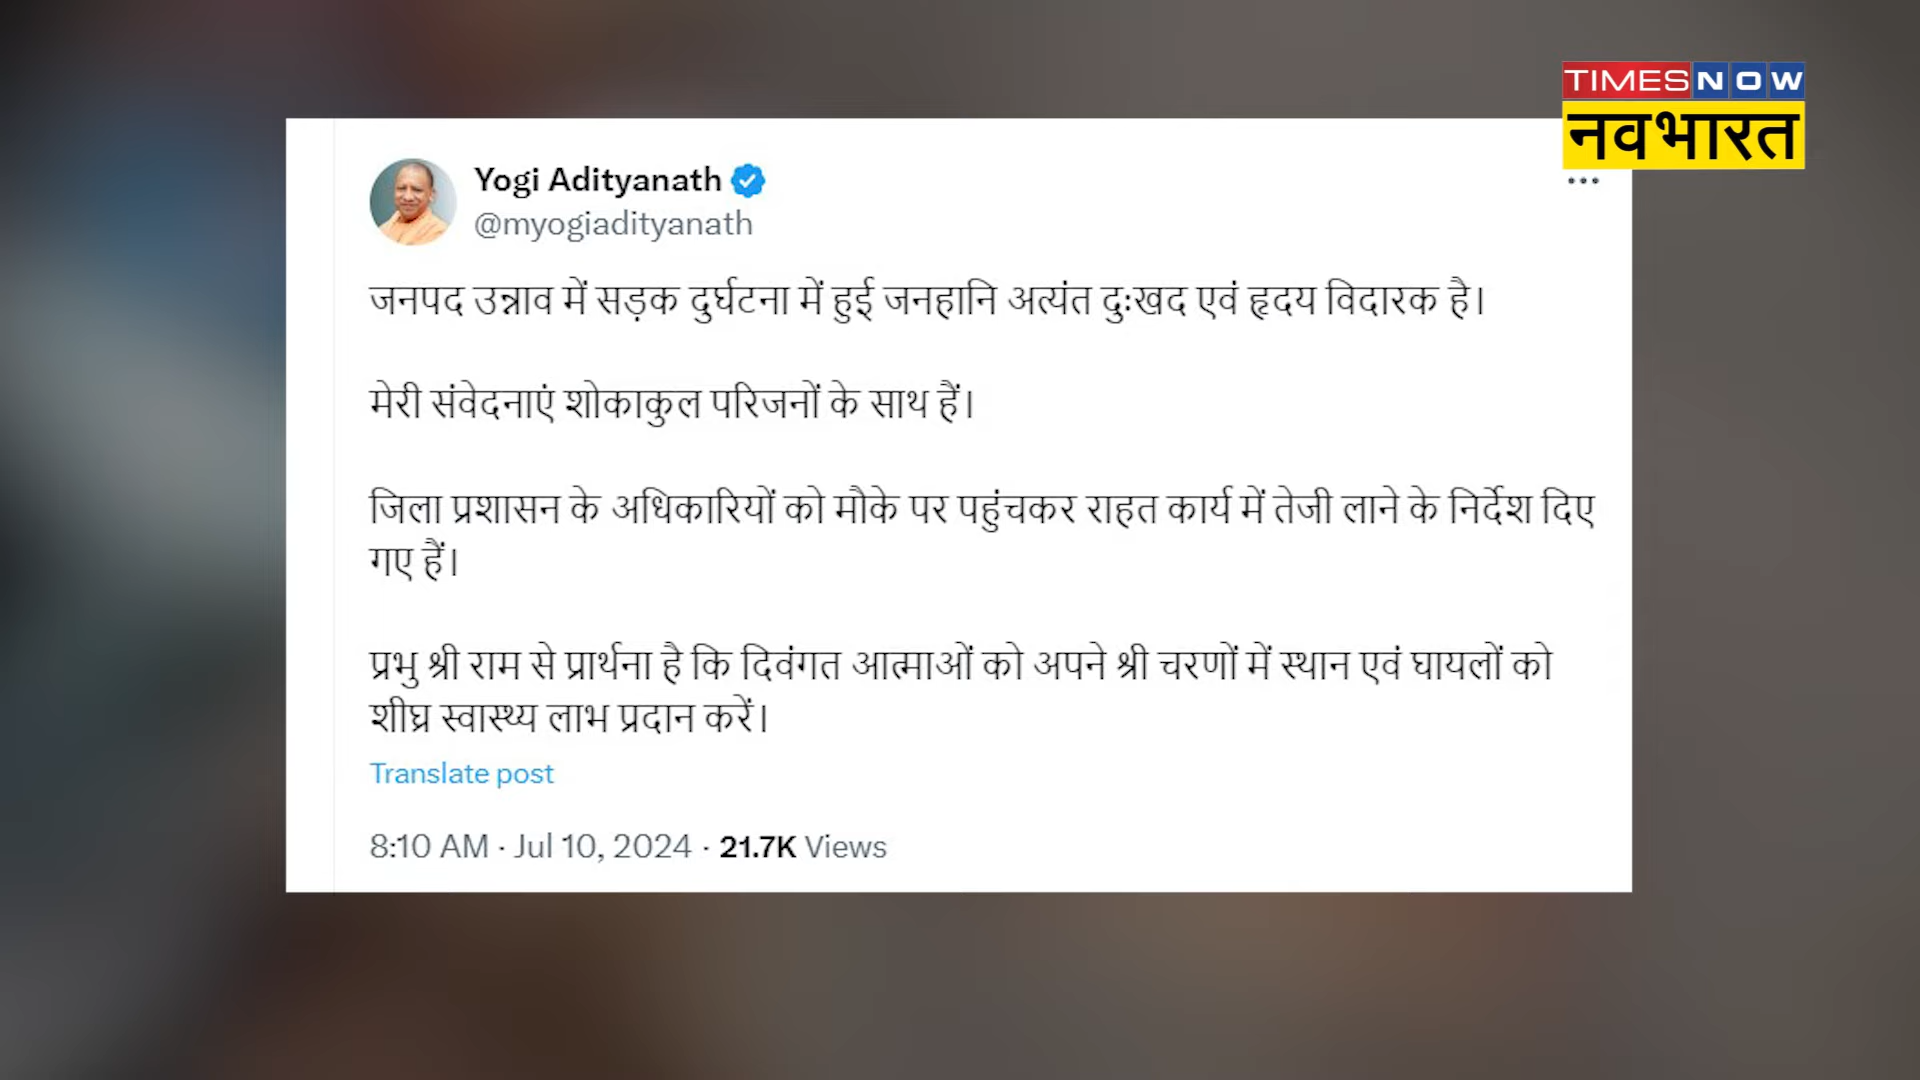 TIMES NOW
नवभारत
Yogi Adityanath
@myogiadityanath
जनपद उन्नाव में सड़क दुर्घटना में हुई जनहानि अत्यंत दुःखद एवं हृदय विदारक है।
मेरी संवेदनाएं शोकाकुल परिजनों के साथ हैं।
जिला प्रशासन के अधिकारियों को मौके पर पहुंचकर राहत कार्य में तेजी लाने के निर्देश दिए
गए हैं।
प्रभु श्री राम से प्रार्थना है कि दिवंगत आत्माओं को अपने श्री चरणों में स्थान एवं घायलों को
शीघ्र स्वास्थ्य लाभ प्रदान करें।
Translate post
8:10 AM · Jul 10, 2024 · 21.7K Views